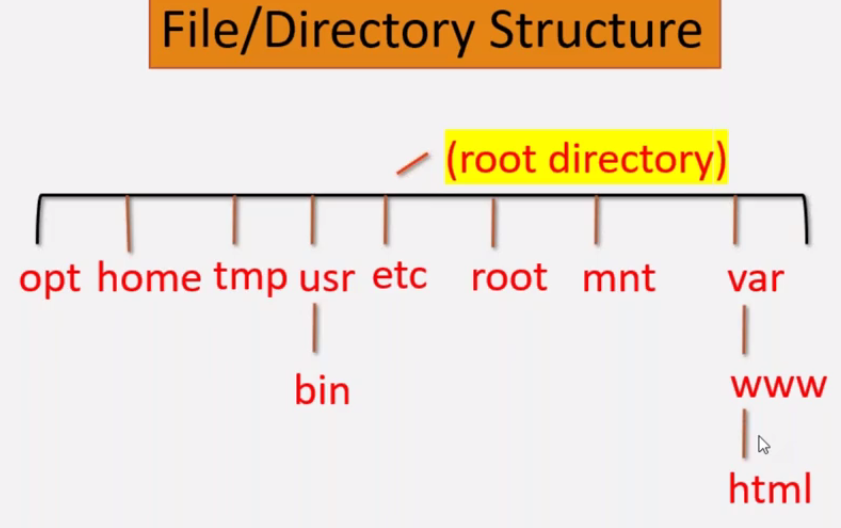 File/Directory Structure
/ (root directory)
opt home tmp usr etc root mnt var
bin www
html